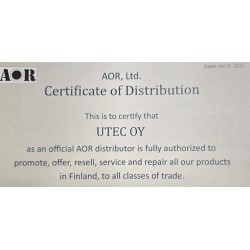 AOR
AOR, Ltd.
Certificate of Distribution
This is to certify that
UTEC OY
as an official AOR distributor is fully authorized to
promote, offer, resell, service and repair all our products
in Finland, to all classes of trade.